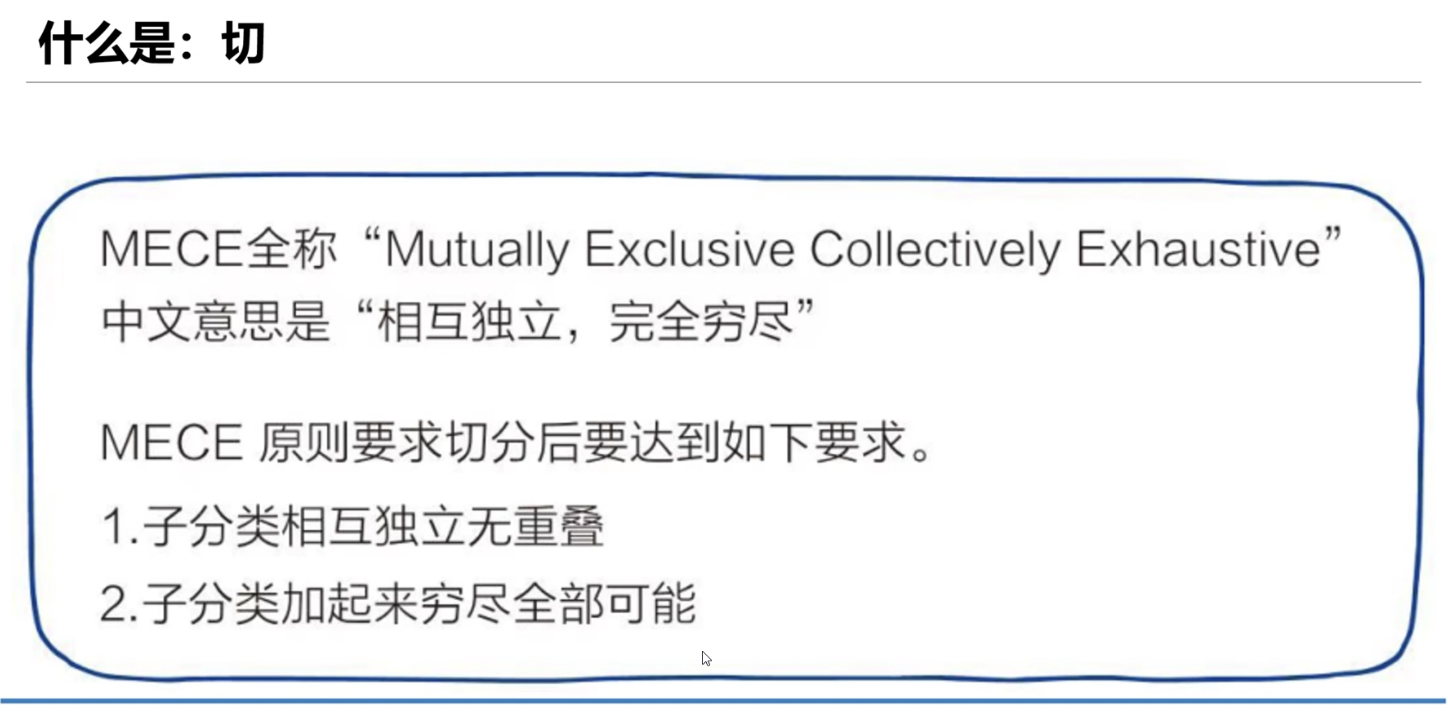 什么是：切
MECE全称“Mutually Exclusive Collectively Exhaustive”
中文意思是“相互独立，完全穷尽”
MECE 原则要求切分后要达到如下要求。
1.子分类相互独立无重叠
2.子分类加起来穷尽全部可能